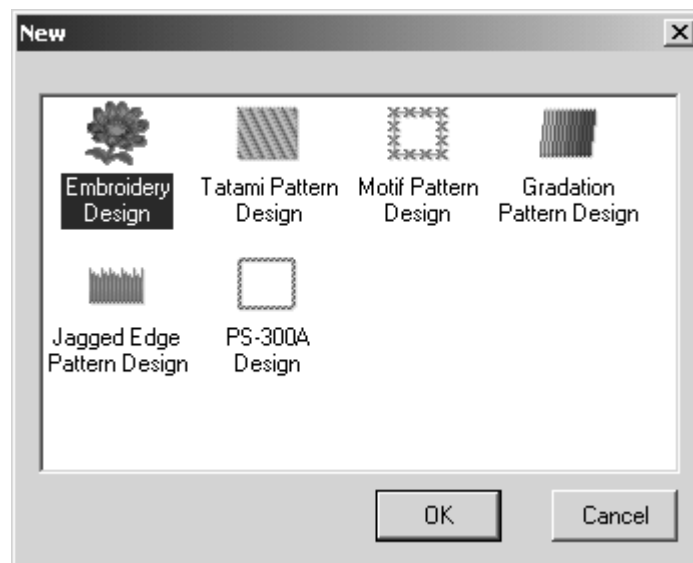 New
Embroidery Tatami Pattern Motif Pattern Gradation
Design Design Design Pattern Design
Jagged Edge PS-300A
Pattern Design Design
OK Cancel